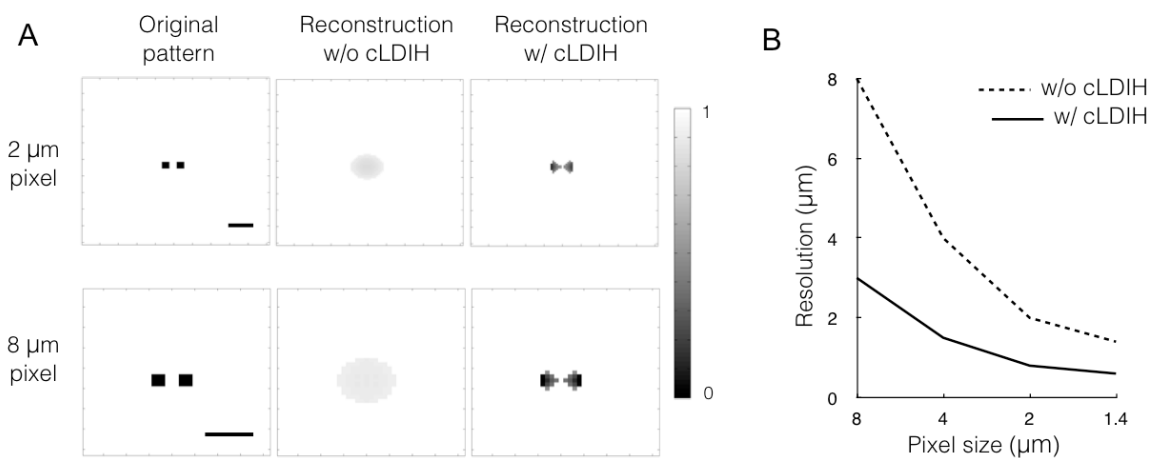 A
Original
pattern
Reconstruction
w/o cLDIH
Reconstruction
w/ cLDIH
2 µm
pixel
8 µm
pixel
1
0
B
w/o cLDIH
w/ cLDIH
Resolution (µm)
8
6
4
2
0
8
4
2
1.4
Pixel size (µm)